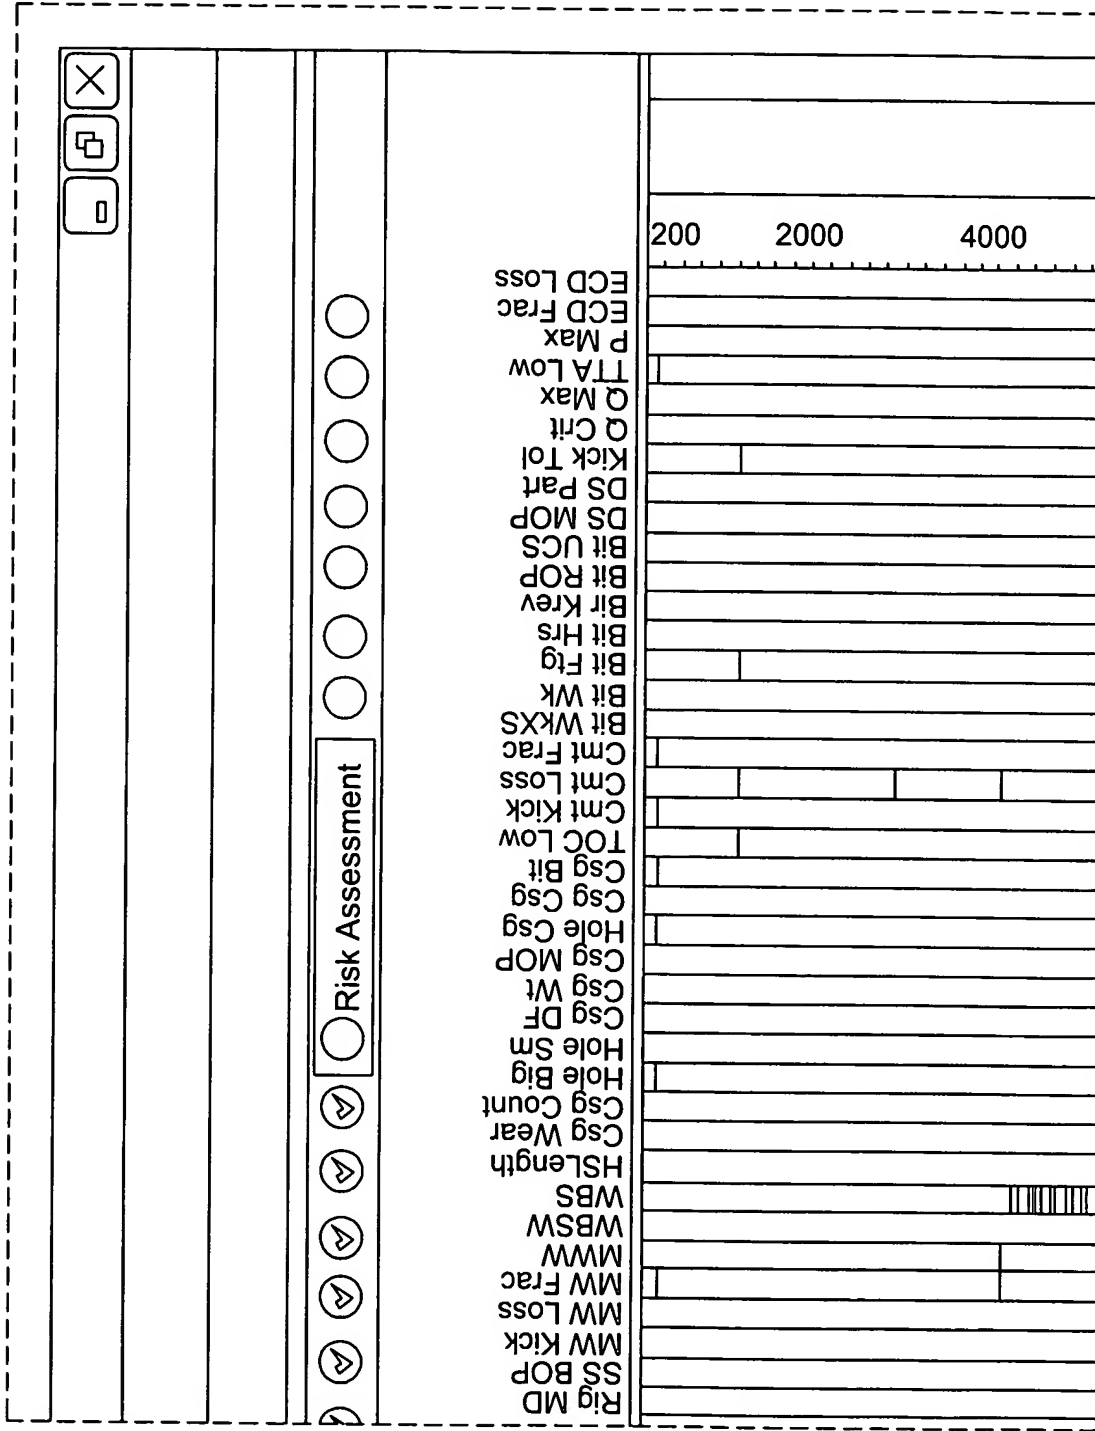 Risk Assessment
200 2000 4000
ECD Loss
ECD Frac
P Max
TTA Low
Q Max
Q Crit
Kick Tol
DS Part
DS MOP
Bit UCS
Bit ROP
Bir Krev
Bit Hrs
Bit Ftg
Bit Wk
Bit WkXS
Cmt Frac
Cmt Loss
Cmt Kick
TOC Low
Csg Bit
Csg Csg
Hole Csg
Csg MOP
Csg Wt
Csg DF
Hole Sm
Hole Big
Csg Count
Csg Wear
HSLength
WBS
WBSW
MWW
MW Frac
MW Loss
MW Kick
SS BOP
Rig MD